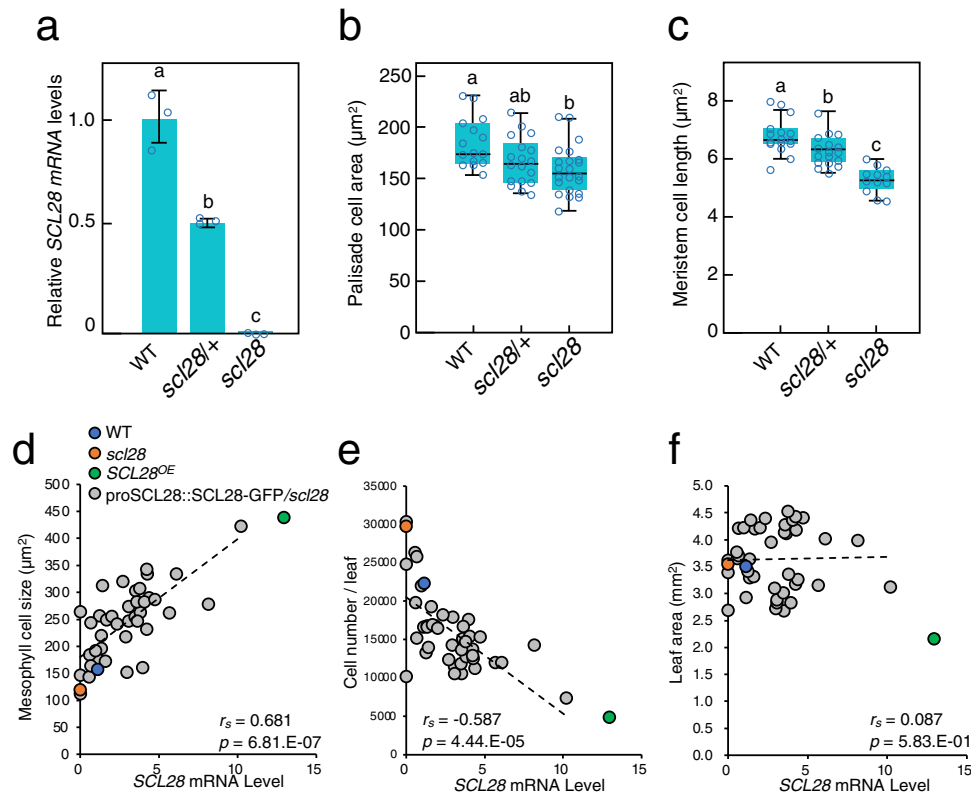 a
Relative SCL28 mRNA levels
1.0
0.5
0
a
b
c
WT
scl28/+
scl28
b
Palisade cell area (μm²)
250
200
150
100
50
0
a
ab
b
WT
scl28/+
scl28
c
Meristem cell length (μm²)
8
6
4
2
0
a
b
c
WT
scl28/+
scl28
WT
scl28
SCL28OE
proSCL28::SCL28-GFP/scl28
d
Mesophyll cell size (μm²)
500
450
400
350
300
250
200
150
100
50
0
0
5
10
15
rs = 0.681
p = 6.81.E-07
SCL28 mRNA Level
e
Cell number / leaf
35000
30000
25000
20000
15000
10000
5000
0
0
5
10
15
rs = -0.587
p = 4.44.E-05
SCL28 mRNA Level
f
Leaf area (mm²)
5.0
4.5
4.0
3.5
3.0
2.5
2.0
1.5
1.0
0.5
0.0
0
5
10
15
rs = 0.087
p = 5.83.E-01
SCL28 mRNA Level